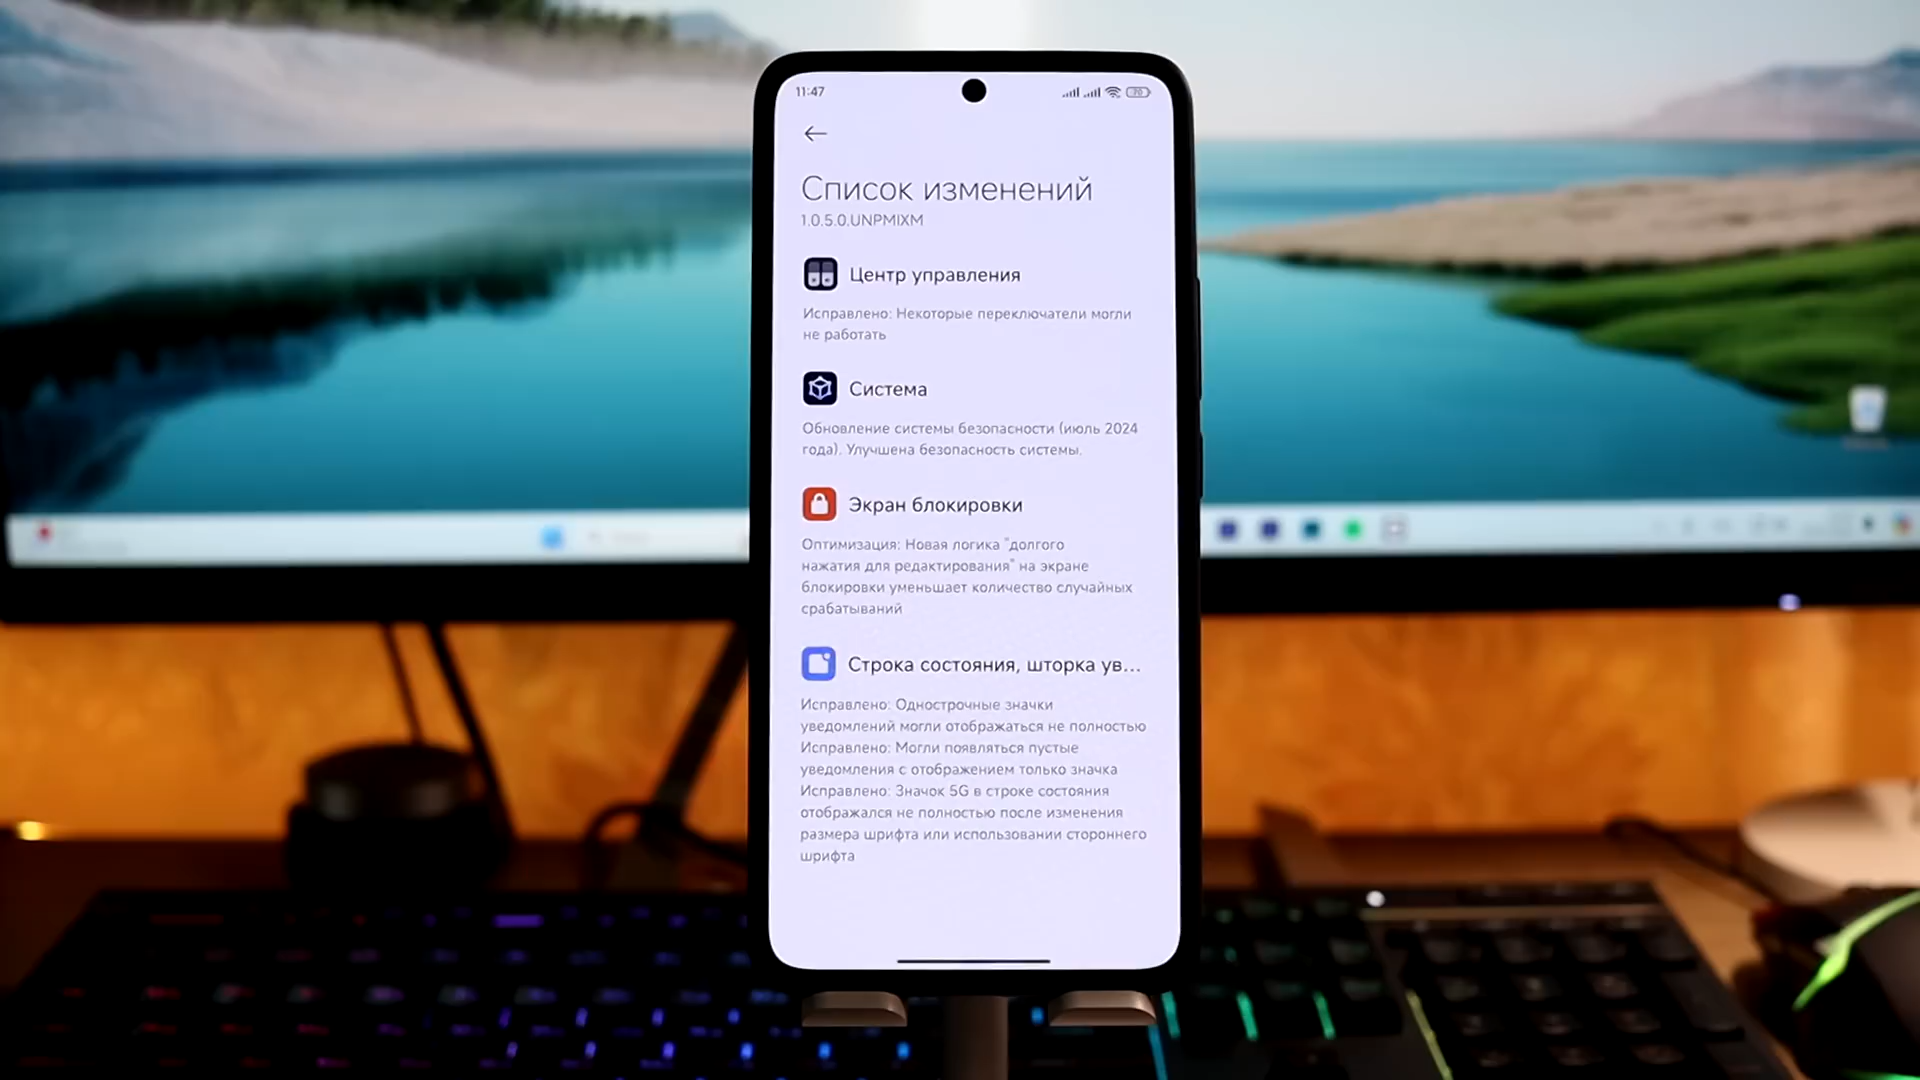 11:47
70
Список изменений
1.0.5.0.UNPMIXM
Центр управления
Исправлено: Некоторые переключатели могли
не работать
Система
Обновление системы безопасности (июль 2024
года). Улучшена безопасность системы.
Экран блокировки
Оптимизация: Новая логика "долгого
нажатия для редактирования" на экране
блокировки уменьшает количество случайных
срабатываний
Строка состояния, шторка ув...
Исправлено: Однострочные значки
уведомлений могли отображаться не полностью
Исправлено: Могли появляться пустые
уведомления с отображением только значка
Исправлено: Значок 5G в строке состояния
отображался не полностью после изменения
размера шрифта или использовании стороннего
шрифта